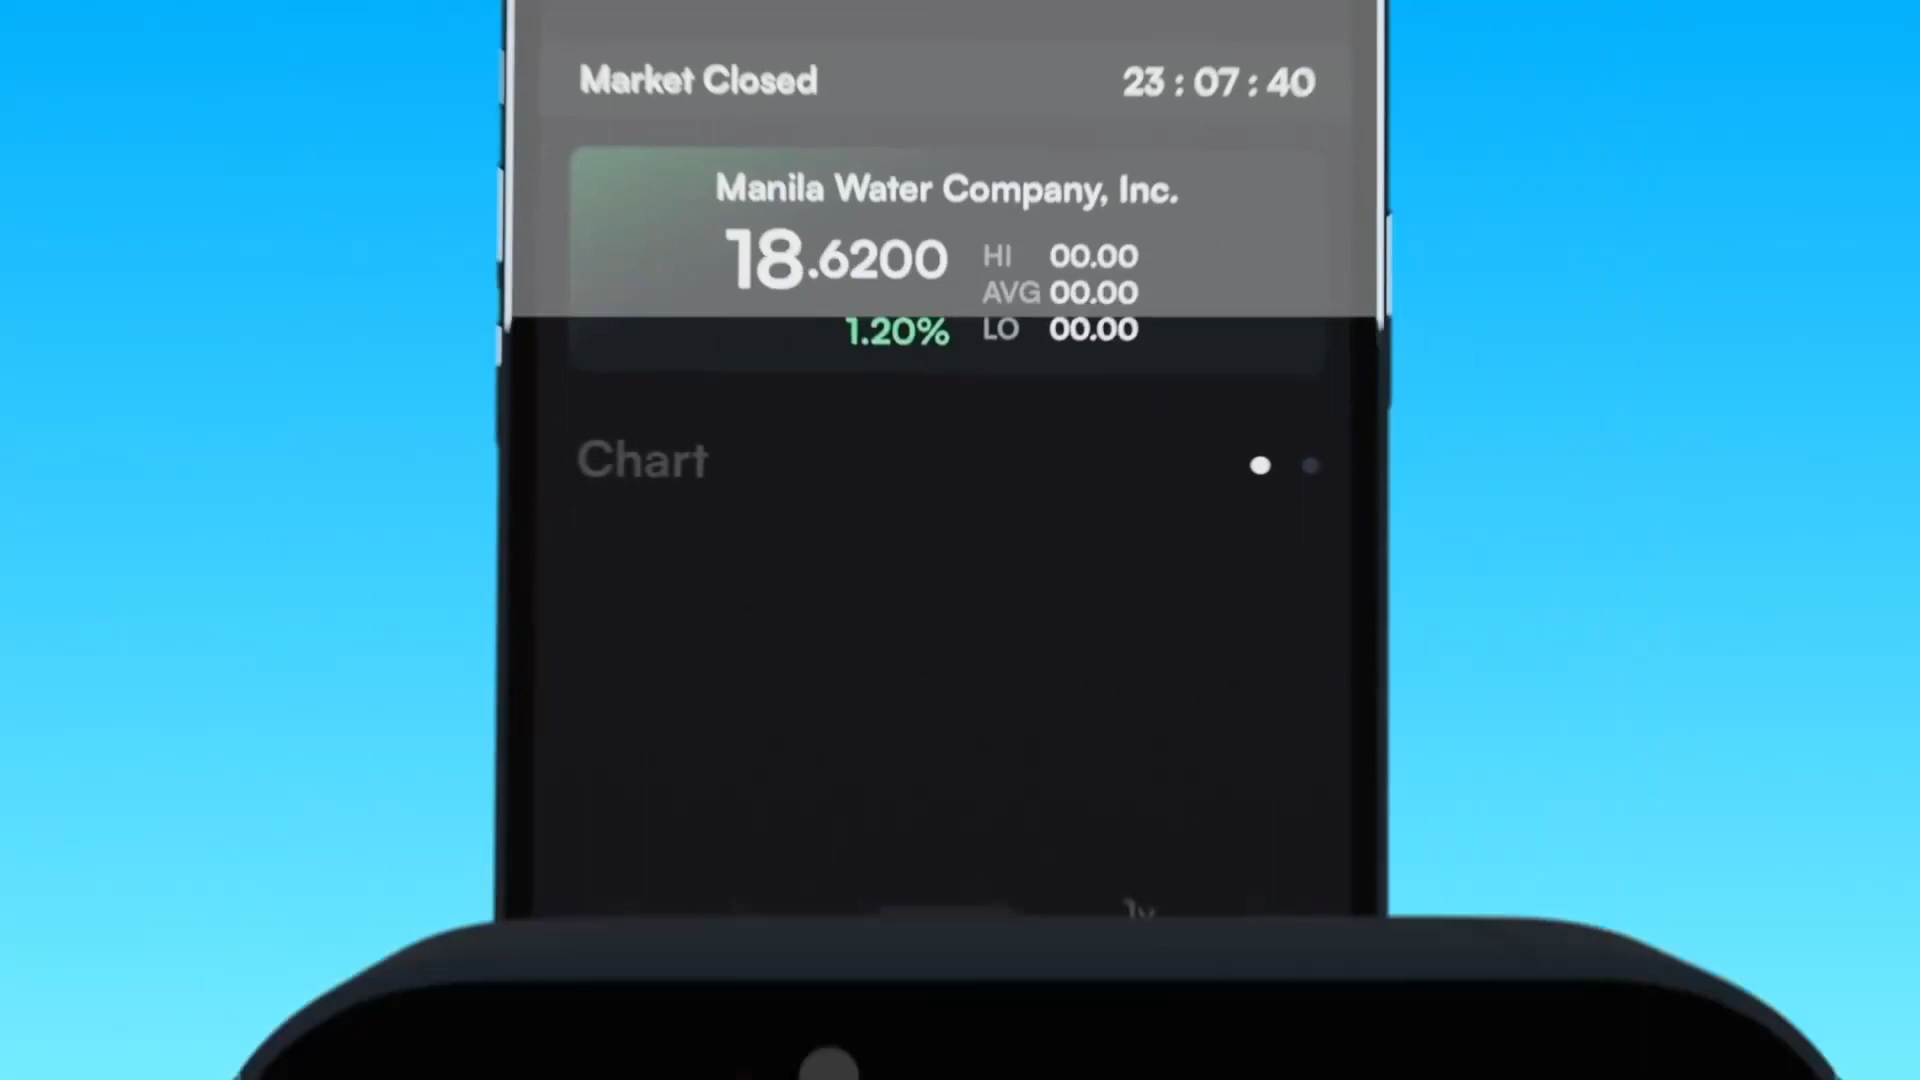 Market Closed 23 : 07 : 40
Manila Water Company, Inc.
18.6200 HI 00.00
AVG 00.00
1.20% LO 00.00
Chart
1y